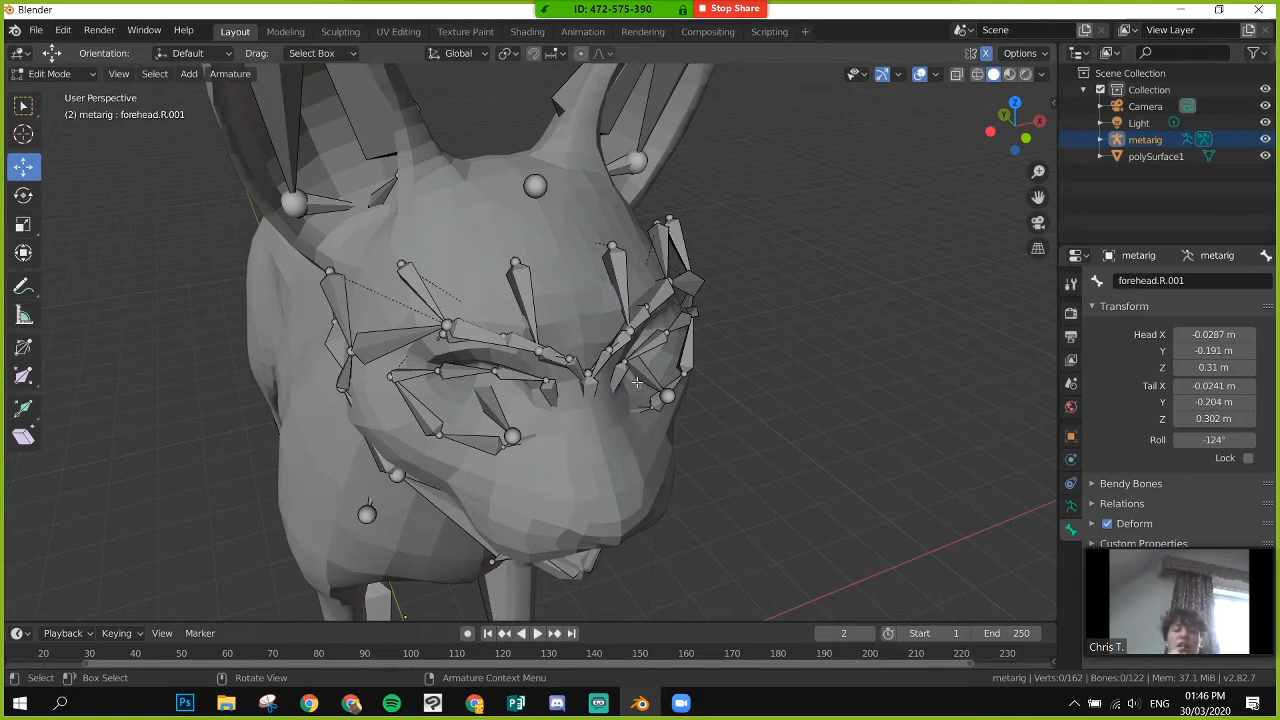 Blender
ID: 472-575-390
Stop Share
File Edit Render Window Help
Layout Modeling Sculpting UV Editing Texture Paint Shading Animation Rendering Compositing Scripting +
Scene
View Layer
Orientation: Default Drag: Select Box
Global
X Options
Edit Mode View Select Add Armature
User Perspective
(2) metarig : forehead.R.001
Z
Y
X
Scene Collection
Collection
Camera
Light
metarig
polySurface1
metarig metarig
forehead.R.001
Transform
Head X -0.0287 m
Y -0.191 m
Z 0.31 m
Tail X -0.0241 m
Y -0.204 m
Z 0.302 m
Roll -124°
Lock
Bendy Bones
Relations
Deform
Custom Properties
Chris T.
Playback Keying View Marker
2 Start 1 End 250
20 30 40 50 60 70 80 90 100 110 120 130 140 150 160 170 180 190 200 210 220 230 240 250
Select Box Select Rotate View Armature Context Menu
metarig | Verts:0/162 | Bones:0/122 | Mem: 37.1 MiB | v2.82.7
Ps
ENG
01:46 PM
30/03/2020